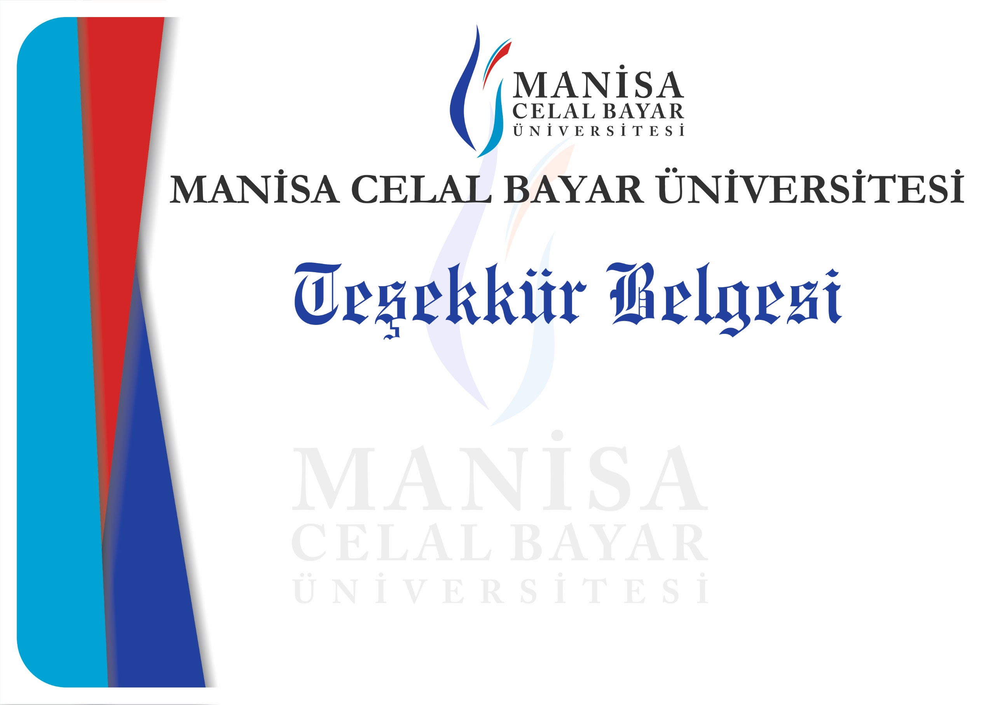 MANİSA
CELAL BAYAR
ÜNİVERSİTESİ
MANİSA CELAL BAYAR ÜNİVERSİTESİ
Teşekkür Belgesi
MANİSA
CELAL BAYAR
ÜNİVERSİTESİ